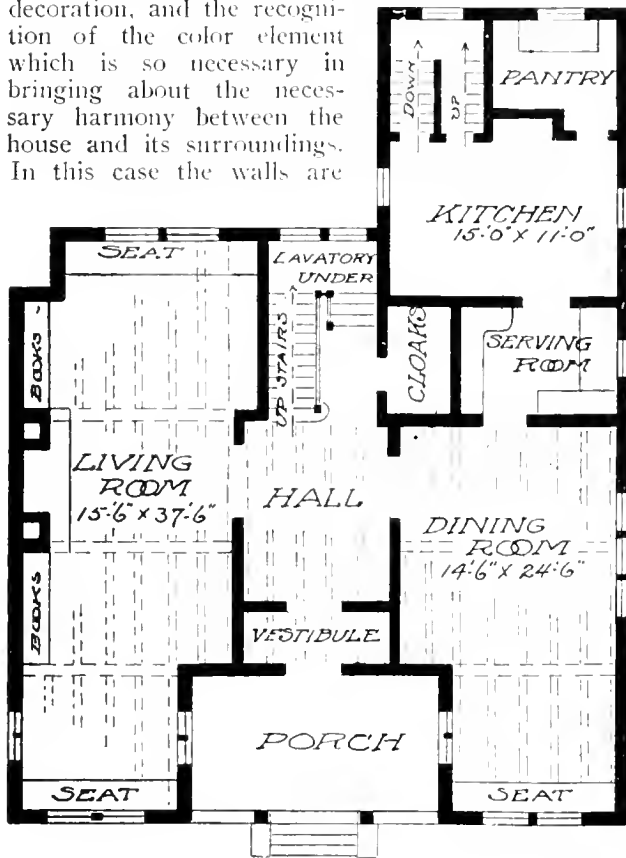 decoration, and the recogni-
tion of the color element
which is so necessary in
bringing about the neces-
sary harmony between the
house and its surroundings.
In this case the walls are
DOWN
UP
PANTRY
KITCHEN
15'-0" X 11'-0"
SEAT
LAVATORY
UNDER
BOOKS
UP STAIRS
CLOAKS
SERVING
ROOM
LIVING
ROOM
15'-6" X 37'-6"
HALL
DINING
ROOM
14'-6" X 24'-6"
BOOKS
VESTIBULE
PORCH
SEAT
SEAT